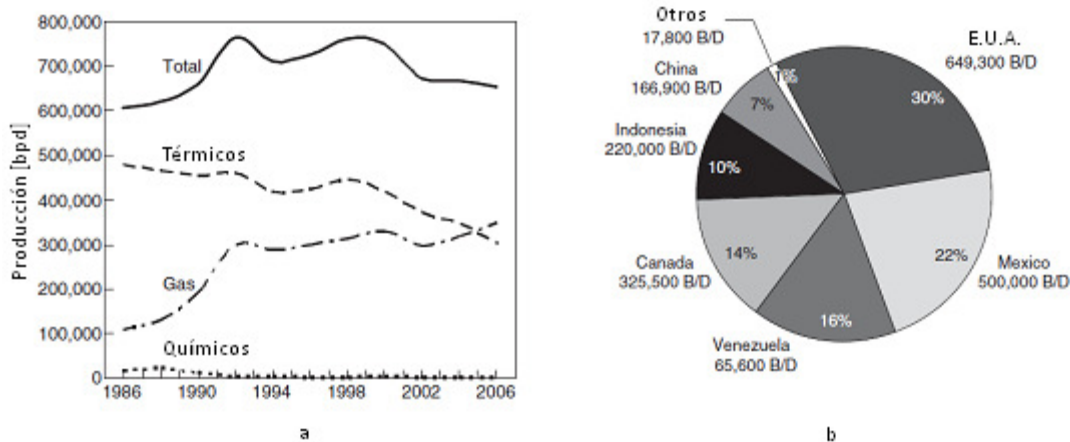 800,000
700,000
600,000
500,000
400,000
300,000
200,000
100,000
0
Producción [bpd]
Total
Térmicos
Gas
Químicos
1986
1990
1994
1998
2002
2006
a
Otros
17,800 B/D
1%
China
166,900 B/D
7%
Indonesia
220,000 B/D
10%
Canada
325,500 B/D
14%
Venezuela
65,600 B/D
16%
Mexico
500,000 B/D
22%
E.U.A.
649,300 B/D
30%
b